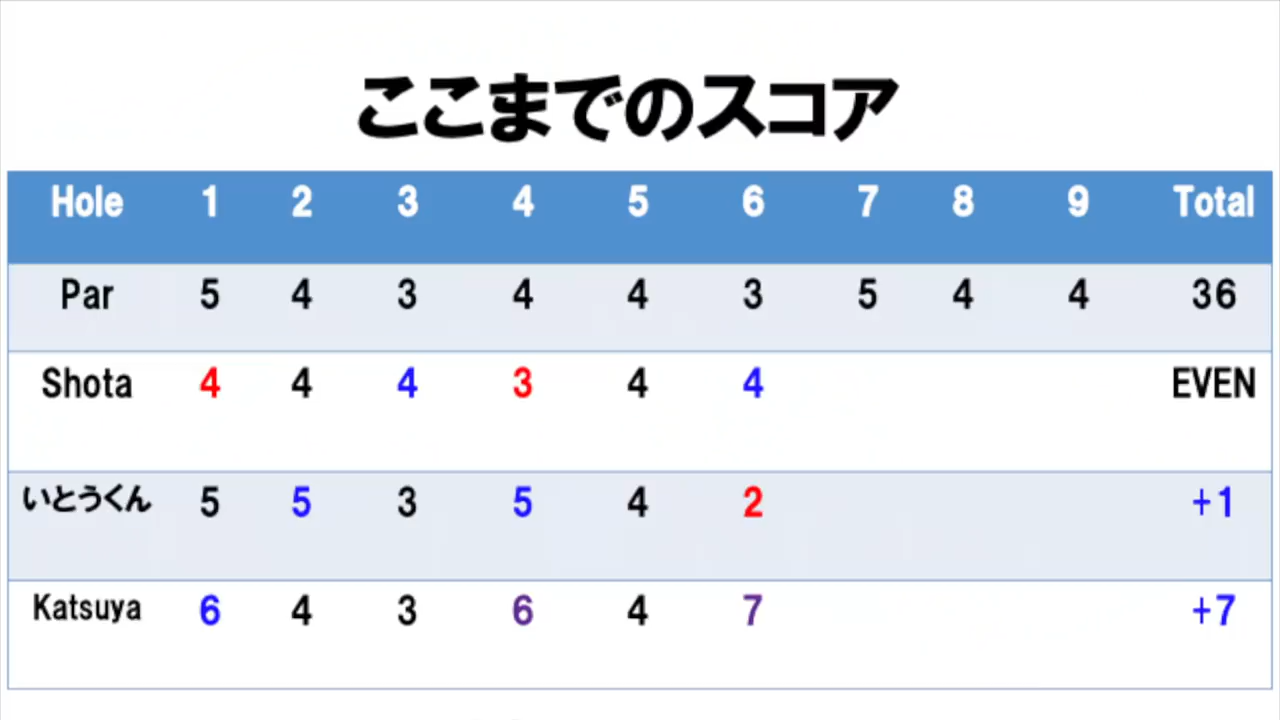 ここまでのスコア
Hole 1 2 3 4 5 6 7 8 9 Total
Par 5 4 3 4 4 3 5 4 4 36
Shota 4 4 4 3 4 4 EVEN
いとうくん 5 5 3 5 4 2 +1
Katsuya 6 4 3 6 4 7 +7